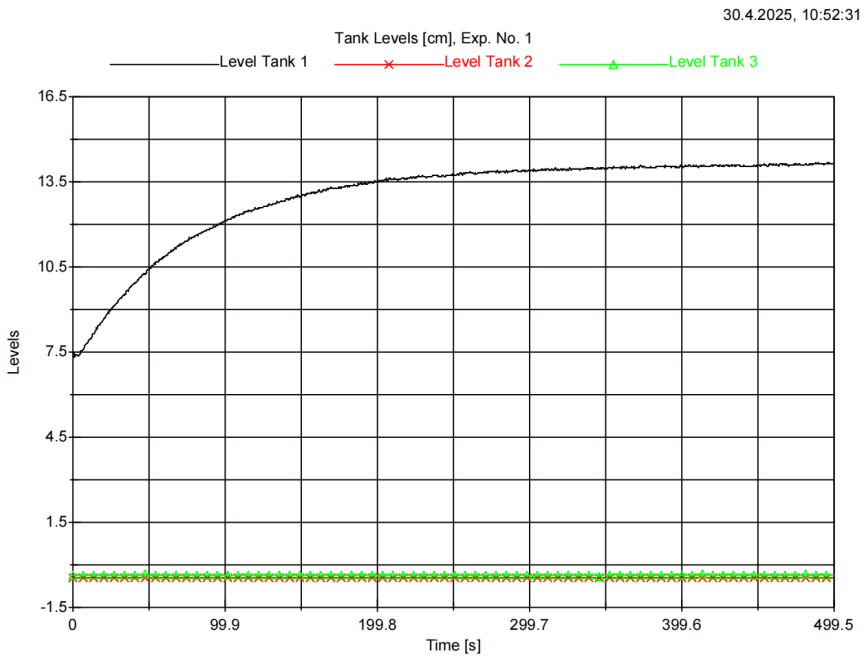 30.4.2025, 10:52:31
Tank Levels [cm], Exp. No. 1
Level Tank 1 Level Tank 2 Level Tank 3
16.5
13.5
10.5
7.5
4.5
1.5
-1.5
Levels
0 99.9 199.8 299.7 399.6 499.5
Time [s]